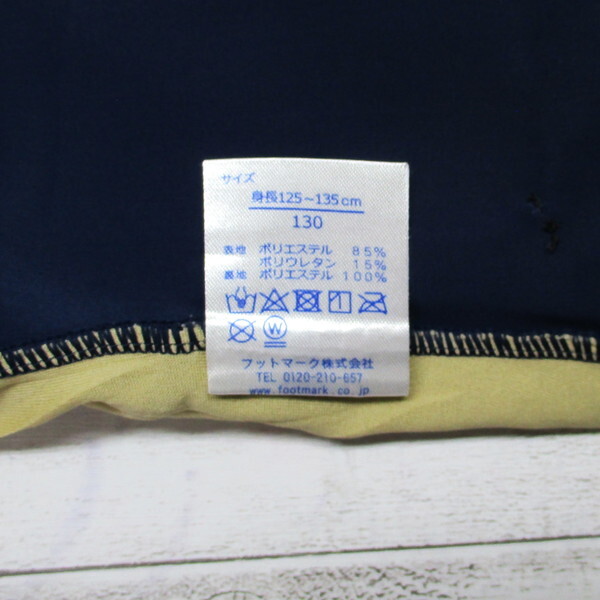 サイズ
身長125～135cm
130
表地 ポリエステル 85%
ポリウレタン 15%
裏地 ポリエステル 100%
W
フットマーク株式会社
TEL 0120-210-657
www.footmark.co.jp